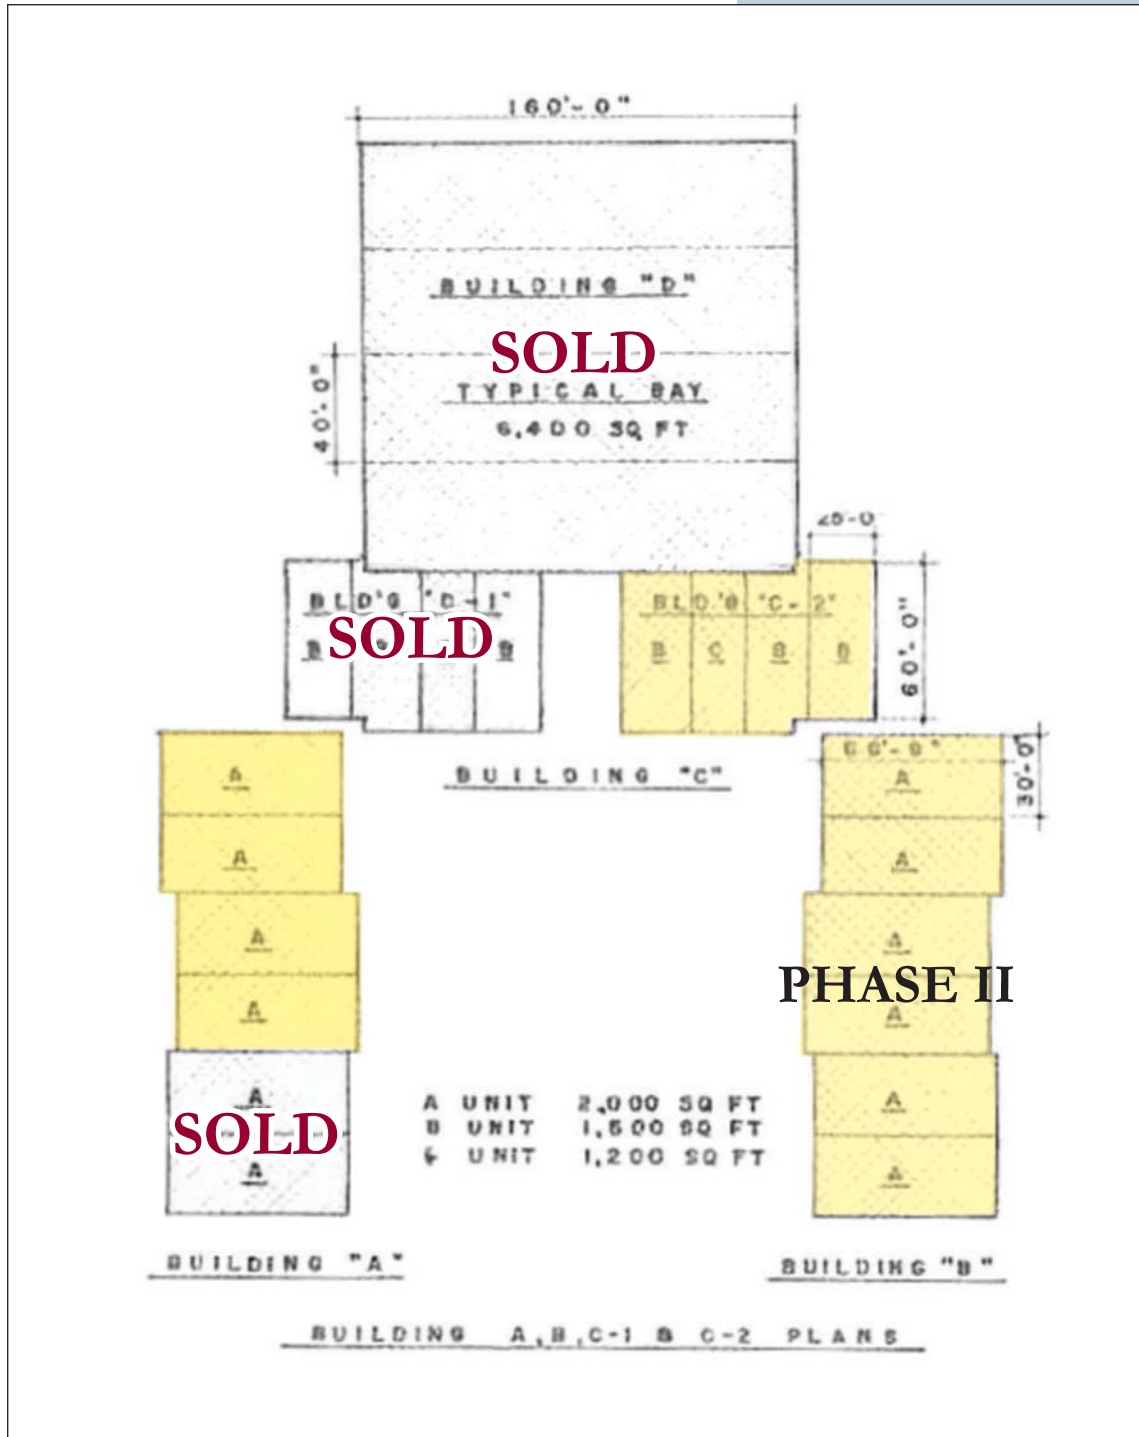 160'-0"
BUILDING "D"
SOLD
40'-0"
TYPICAL BAY
6,400 SQ FT
25'-0
BLD'G "D-1"
BLD'G "C-2"
SOLD
B B
B C B B
60'-0"
BUILDING "C"
30'-0"
A A
A A
A A
PHASE II
A A
A UNIT 2,000 SQ FT
B UNIT 1,500 SQ FT
UNIT 1,200 SQ FT
A A
SOLD
A A
BUILDING "A"
BUILDING "B"
BUILDING A,B,C-1 & C-2 PLANS